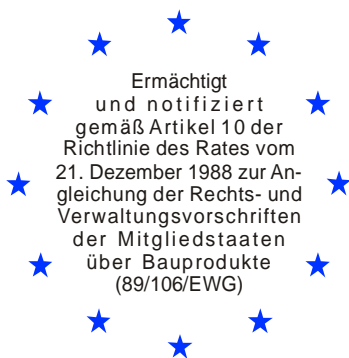 Ermächtigt
und notifiziert
gemäß Artikel 10 der
Richtlinie des Rates vom
21. Dezember 1988 zur An-
gleichung der Rechts- und
Verwaltungsvorschriften
der Mitgliedstaaten
über Bauprodukte
(89/106/EWG)